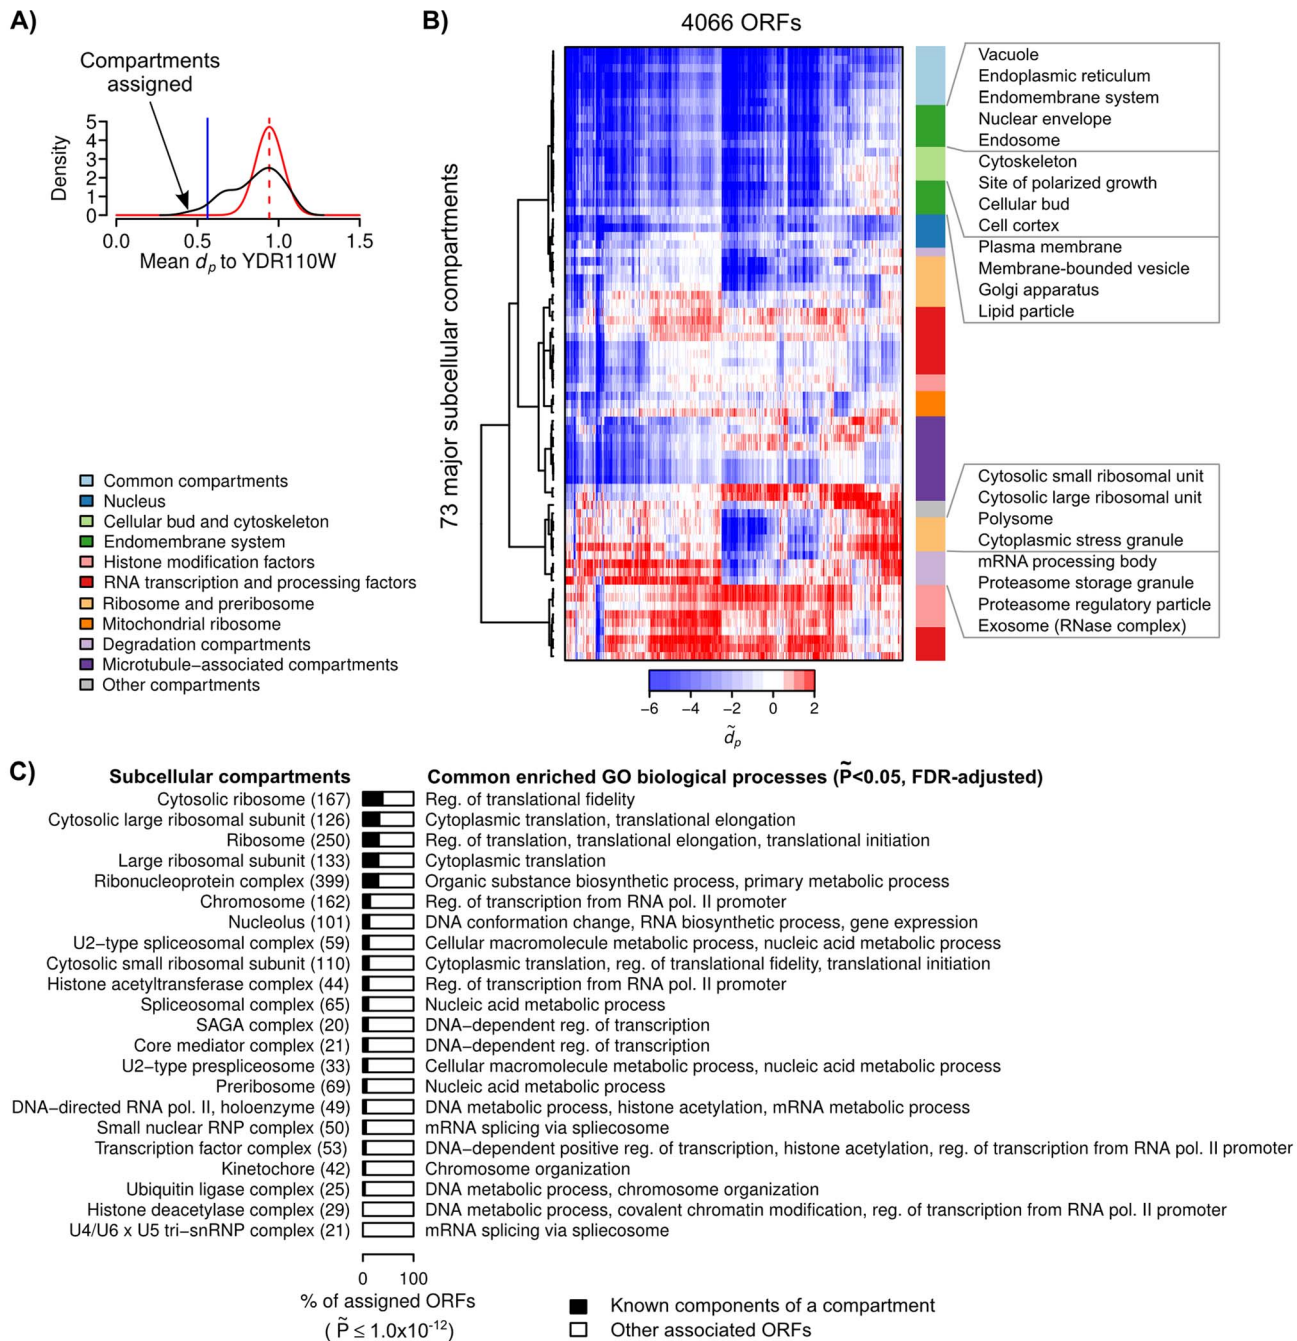 A)
Compartments
assigned
Density
5
4
3
2
1
0
0.0 0.5 1.0 1.5
Mean dp to YDR110W
Common compartments
Nucleus
Cellular bud and cytoskeleton
Endomembrane system
Histone modification factors
RNA transcription and processing factors
Ribosome and preribosome
Mitochondrial ribosome
Degradation compartments
Microtubule−associated compartments
Other compartments
B)
4066 ORFs
73 major subcellular compartments
Vacuole
Endoplasmic reticulum
Endomembrane system
Nuclear envelope
Endosome
Cytoskeleton
Site of polarized growth
Cellular bud
Cell cortex
Plasma membrane
Membrane-bounded vesicle
Golgi apparatus
Lipid particle
Cytosolic small ribosomal unit
Cytosolic large ribosomal unit
Polysome
Cytoplasmic stress granule
mRNA processing body
Proteasome storage granule
Proteasome regulatory particle
Exosome (RNase complex)
−6 −4 −2 0 2
d̃p
C)
Subcellular compartments Common enriched GO biological processes (P̃<0.05, FDR-adjusted)
Cytosolic ribosome (167) Reg. of translational fidelity
Cytosolic large ribosomal subunit (126) Cytoplasmic translation, translational elongation
Ribosome (250) Reg. of translation, translational elongation, translational initiation
Large ribosomal subunit (133) Cytoplasmic translation
Ribonucleoprotein complex (399) Organic substance biosynthetic process, primary metabolic process
Chromosome (162) Reg. of transcription from RNA pol. II promoter
Nucleolus (101) DNA conformation change, RNA biosynthetic process, gene expression
U2−type spliceosomal complex (59) Cellular macromolecule metabolic process, nucleic acid metabolic process
Cytosolic small ribosomal subunit (110) Cytoplasmic translation, reg. of translational fidelity, translational initiation
Histone acetyltransferase complex (44) Reg. of transcription from RNA pol. II promoter
Spliceosomal complex (65) Nucleic acid metabolic process
SAGA complex (20) DNA−dependent reg. of transcription
Core mediator complex (21) DNA−dependent reg. of transcription
U2−type prespliceosome (33) Cellular macromolecule metabolic process, nucleic acid metabolic process
Preribosome (69) Nucleic acid metabolic process
DNA−directed RNA pol. II, holoenzyme (49) DNA metabolic process, histone acetylation, mRNA metabolic process
Small nuclear RNP complex (50) mRNA splicing via spliecosome
Transcription factor complex (53) DNA−dependent positive reg. of transcription, histone acetylation, reg. of transcription from RNA pol. II promoter
Kinetochore (42) Chromosome organization
Ubiquitin ligase complex (25) DNA metabolic process, chromosome organization
Histone deacetylase complex (29) DNA metabolic process, covalent chromatin modification, reg. of transcription from RNA pol. II promoter
U4/U6 x U5 tri−snRNP complex (21) mRNA splicing via spliecosome
0 100
% of assigned ORFs
( P̃ ≤ 1.0x10⁻¹²)
Known components of a compartment
Other associated ORFs